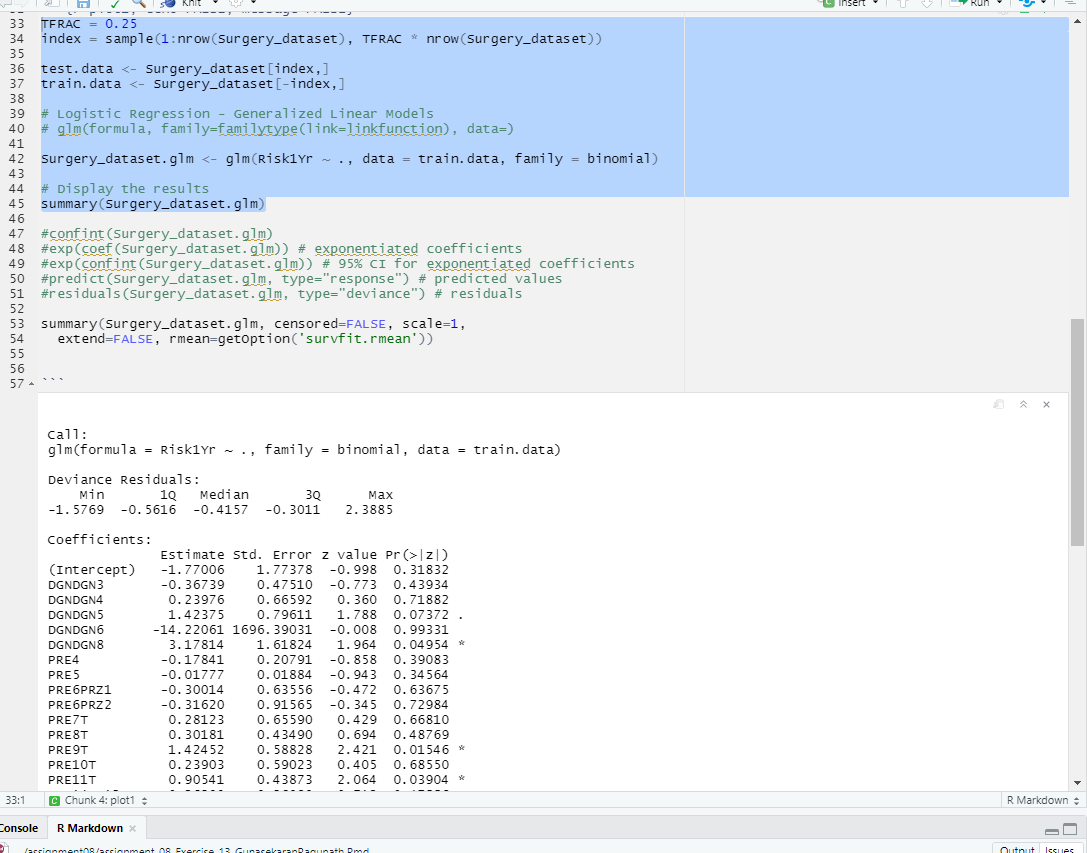 Knit Insert Run
33 TFRAC = 0.25
34 index = sample(1:nrow(Surgery_dataset), TFRAC * nrow(Surgery_dataset))
35
36 test.data <- Surgery_dataset[index,]
37 train.data <- Surgery_dataset[-index,]
38
39 # Logistic Regression - Generalized Linear Models
40 # glm(formula, family=familytype(link=linkfunction), data=)
41
42 Surgery_dataset.glm <- glm(Risk1Yr ~ ., data = train.data, family = binomial)
43
44 # Display the results
45 summary(Surgery_dataset.glm)
46
47 #confint(Surgery_dataset.glm)
48 #exp(coef(Surgery_dataset.glm)) # exponentiated coefficients
49 #exp(confint(Surgery_dataset.glm)) # 95% CI for exponentiated coefficients
50 #predict(Surgery_dataset.glm, type="response") # predicted values
51 #residuals(Surgery_dataset.glm, type="deviance") # residuals
52
53 summary(Surgery_dataset.glm, censored=FALSE, scale=1,
54 extend=FALSE, rmean=getOption('survfit.rmean'))
55
56
57 ```
Call:
glm(formula = Risk1Yr ~ ., family = binomial, data = train.data)
Deviance Residuals:
Min 1Q Median 3Q Max
-1.5769 -0.5616 -0.4157 -0.3011 2.3885
Coefficients:
Estimate Std. Error z value Pr(>|z|)
(Intercept) -1.77006 1.77378 -0.998 0.31832
DGNDGN3 -0.36739 0.47510 -0.773 0.43934
DGNDGN4 0.23976 0.66592 0.360 0.71882
DGNDGN5 1.42375 0.79611 1.788 0.07372 .
DGNDGN6 -14.22061 1696.39031 -0.008 0.99331
DGNDGN8 3.17814 1.61824 1.964 0.04954 *
PRE4 -0.17841 0.20791 -0.858 0.39083
PRE5 -0.01777 0.01884 -0.943 0.34564
PRE6PRZ1 -0.30014 0.63556 -0.472 0.63675
PRE6PRZ2 -0.31620 0.91565 -0.345 0.72984
PRE7T 0.28123 0.65590 0.429 0.66810
PRE8T 0.30181 0.43490 0.694 0.48769
PRE9T 1.42452 0.58828 2.421 0.01546 *
PRE10T 0.23903 0.59023 0.405 0.68550
PRE11T 0.90541 0.43873 2.064 0.03904 *
33:1 Chunk 4: plot1 R Markdown
Console R Markdown
/assignment08/assignment_08_Exercise_13_GunasekaranRagunath.Rmd Output Issues